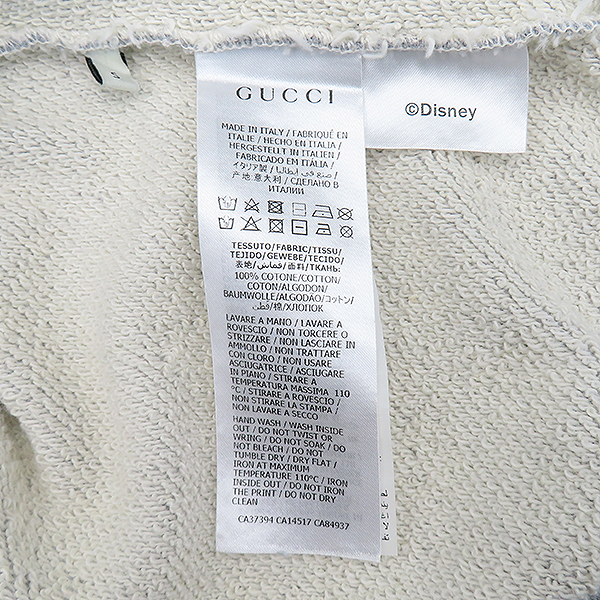 GUCCI
©Disney
MADE IN ITALY / FABRIQUÉ EN
ITALIE / HECHO EN ITALIA /
HERGESTELLT IN ITALIEN /
FABRICADO EM ITÁLIA /
イタリア製 / صنع في إيطاليا /
产地 意大利 / СДЕЛАНО В
ИТАЛИИ
TESSUTO/FABRIC/TISSU/
TEJIDO/GEWEBE/TECIDO/
表地/قماش/面料/ТКАНЬ:
100% COTONE/COTTON/
COTON/ALGODON/
BAUMWOLLE/ALGODÃO/コットン/
قطن/棉/ХЛОПОК
LAVARE A MANO / LAVARE A
ROVESCIO / NON TORCERE O
STRIZZARE / NON LASCIARE IN
AMMOLLO / NON TRATTARE
CON CLORO / NON USARE
ASCIUGATRICE / ASCIUGARE
IN PIANO / STIRARE A
TEMPERATURA MASSIMA 110
°C / STIRARE A ROVESCIO /
NON STIRARE LA STAMPA /
NON LAVARE A SECCO
HAND WASH / WASH INSIDE
OUT / DO NOT TWIST OR
WRING / DO NOT SOAK / DO
NOT BLEACH / DO NOT
TUMBLE DRY / DRY FLAT /
IRON AT MAXIMUM
TEMPERATURE 110°C / IRON
INSIDE OUT / DO NOT IRON
THE PRINT / DO NOT DRY
CLEAN
CA37394 CA14517 CA84937